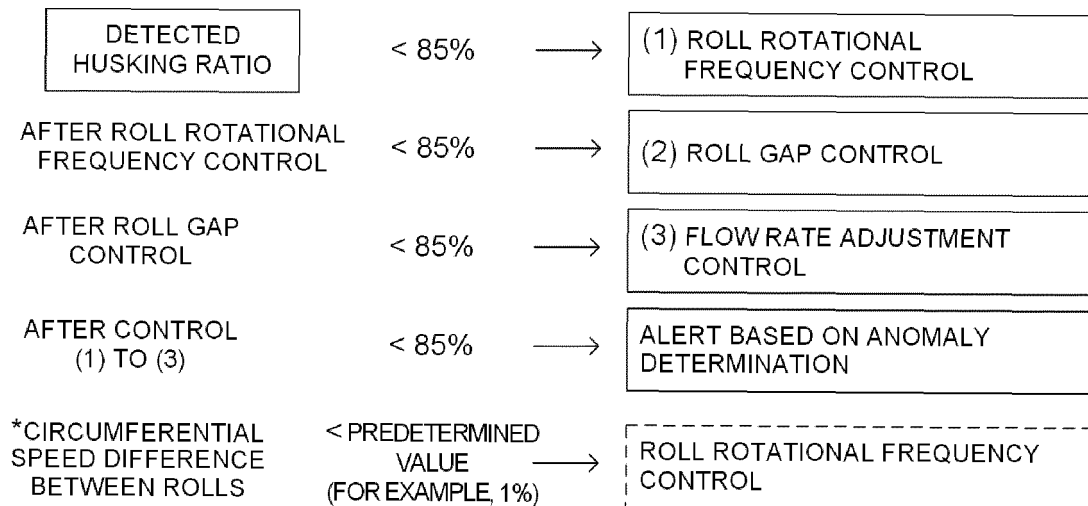 DETECTED
HUSKING RATIO
< 85%
(1) ROLL ROTATIONAL
FREQUENCY CONTROL
AFTER ROLL ROTATIONAL
FREQUENCY CONTROL
< 85%
(2) ROLL GAP CONTROL
AFTER ROLL GAP
CONTROL
< 85%
(3) FLOW RATE ADJUSTMENT
CONTROL
AFTER CONTROL
(1) TO (3)
< 85%
ALERT BASED ON ANOMALY
DETERMINATION
*CIRCUMFERENTIAL
SPEED DIFFERENCE
BETWEEN ROLLS
< PREDETERMINED
VALUE
(FOR EXAMPLE, 1%)
ROLL ROTATIONAL FREQUENCY
CONTROL